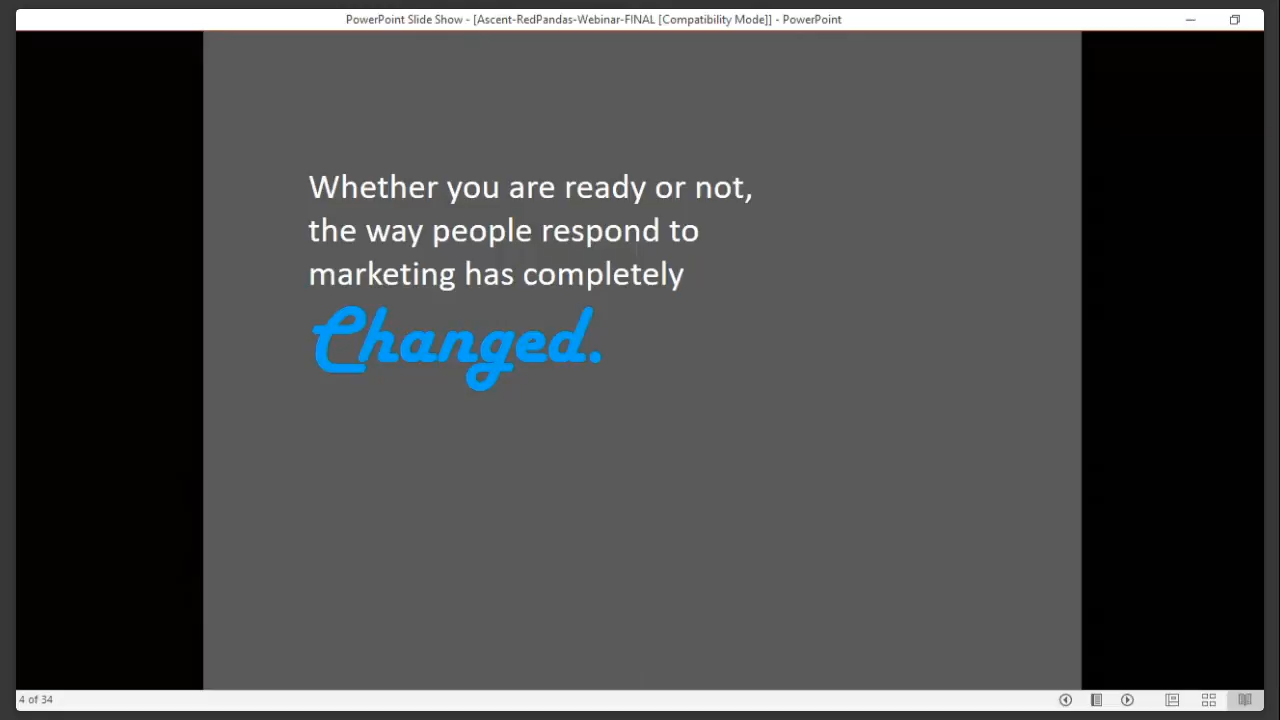 PowerPoint Slide Show - [Ascent-RedPandas-Webinar-FINAL [Compatibility Mode]] - PowerPoint
Whether you are ready or not,
the way people respond to
marketing has completely
Changed.
4 of 34